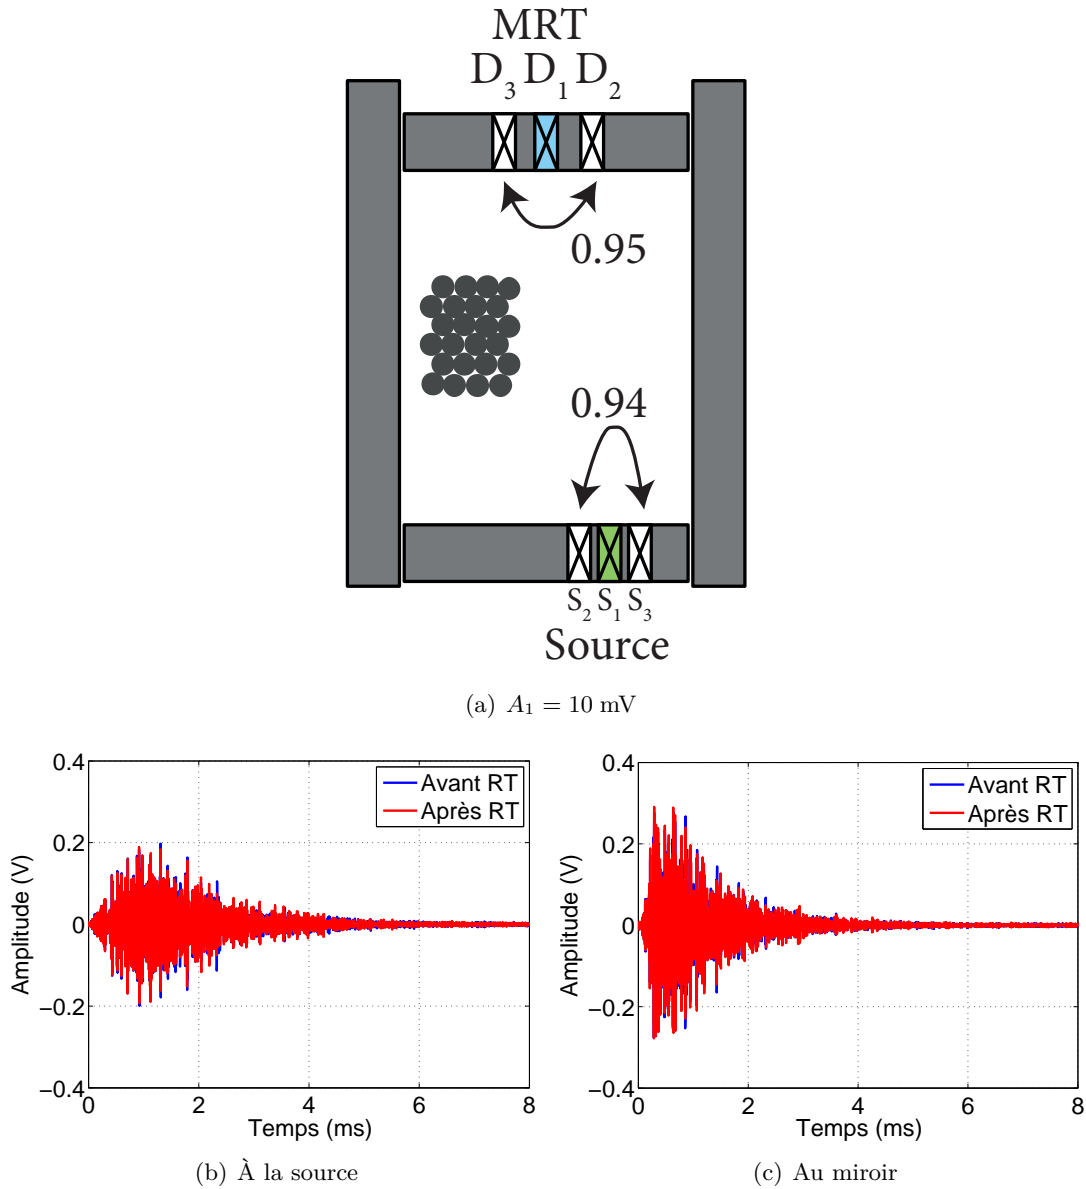 MRT
D3 D1 D2
0.95
0.94
S2 S1 S3
Source
(a) A1 = 10 mV
0.4
0.2
0
−0.2
−0.4
Amplitude (V)
Avant RT
Après RT
0 2 4 6 8
Temps (ms)
(b) À la source
0.4
0.2
0
−0.2
−0.4
Amplitude (V)
Avant RT
Après RT
0 2 4 6 8
Temps (ms)
(c) Au miroir